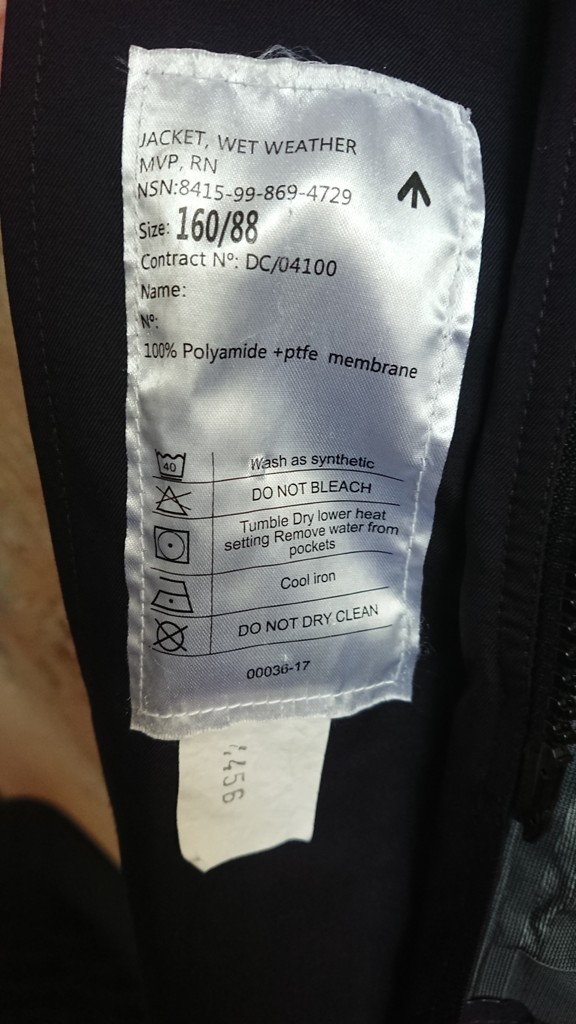 JACKET, WET WEATHER
MVP, RN
NSN:8415-99-869-4729
Size: 160/88
Contract Nº: DC/04100
Name:
Nº:
100% Polyamide +ptfe membrane
40
Wash as synthetic
DO NOT BLEACH
Tumble Dry lower heat
setting Remove water from
pockets
Cool iron
DO NOT DRY CLEAN
00036-17
456